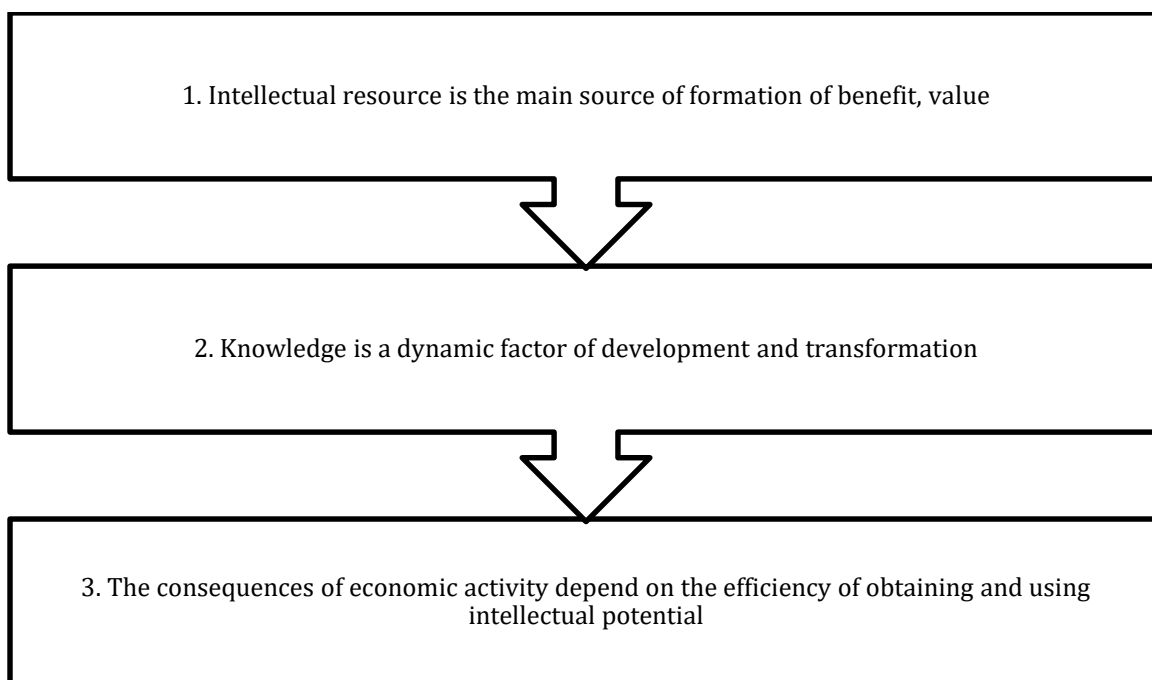 1. Intellectual resource is the main source of formation of benefit, value
2. Knowledge is a dynamic factor of development and transformation
3. The consequences of economic activity depend on the efficiency of obtaining and using
intellectual potential